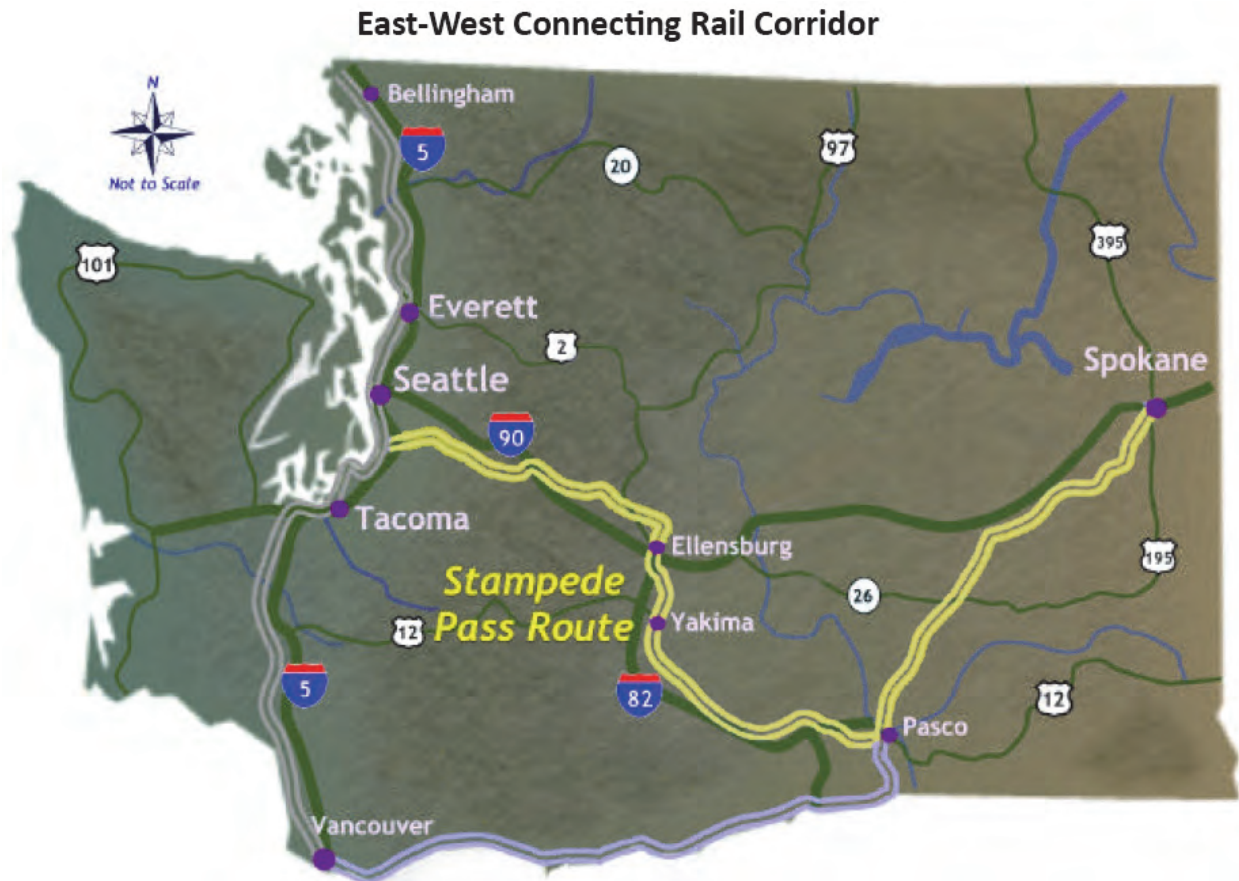 East-West Connecting Rail Corridor
N
Not to Scale
Bellingham
5
20
97
101
395
Everett
2
Spokane
Seattle
90
Tacoma
Ellensburg
195
Stampede
Pass Route
26
Yakima
12
5
82
12
Pasco
Vancouver